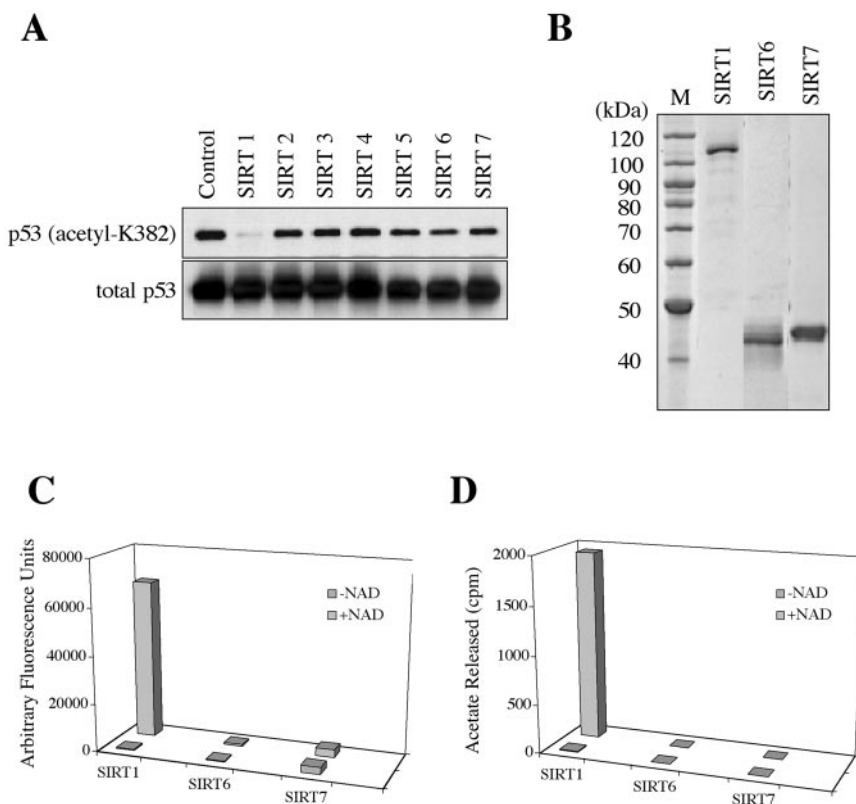 A
Control
SIRT 1
SIRT 2
SIRT 3
SIRT 4
SIRT 5
SIRT 6
SIRT 7
p53 (acetyl-K382)
total p53
B
(kDa)
M
SIRT1
SIRT6
SIRT7
120
100
90
80
70
60
50
40
C
Arbitrary Fluorescence Units
80000
60000
40000
20000
0
-NAD
+NAD
SIRT1
SIRT6
SIRT7
D
Acetate Released (cpm)
2000
1500
1000
500
0
-NAD
+NAD
SIRT1
SIRT6
SIRT7